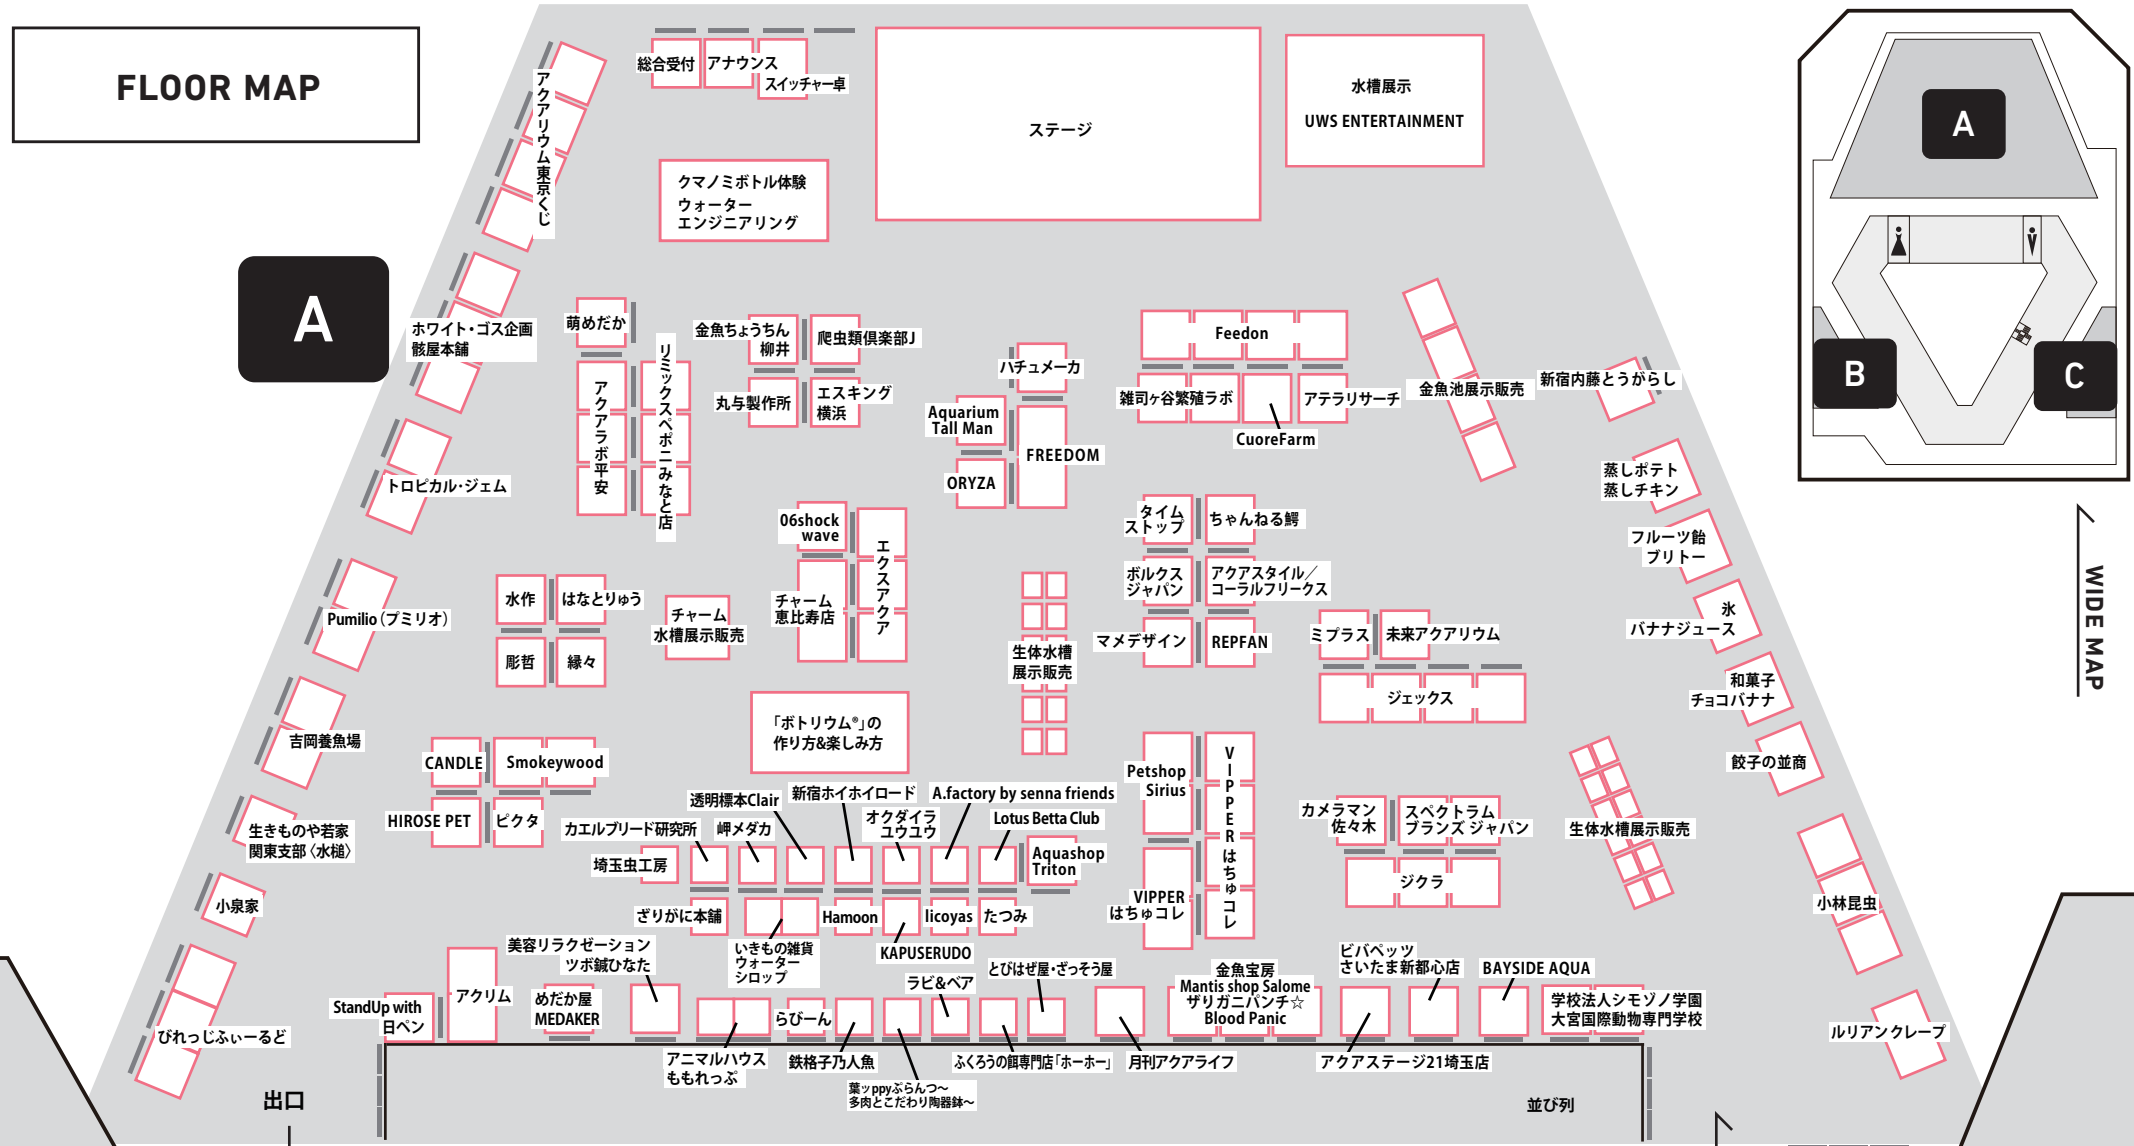 FLOOR MAP
総合受付
アナウンス
スイッチャー卓
ステージ
水槽展示
UWS ENTERTAINMENT
クマノミボトル体験
ウォーター
エンジニアリング
アクアリウム東京くじ
A
ホワイト・ゴス企画
骸屋本舗
トロピカル・ジェム
Pumilio（プミリオ）
吉岡養魚場
生きものや若家
関東支部〈水槌〉
小泉家
びれっじふぃーるど
萌めだか
アクアラボ平安
リミックスペポニみなと店
金魚ちょうちん
柳井
爬虫類倶楽部J
丸与製作所
エスキング
横浜
ハチュメーカ
Aquarium
Tall Man
FREEDOM
ORYZA
Feedon
雑司ヶ谷繁殖ラボ
CuoreFarm
アテラリサーチ
金魚池展示販売
新宿内藤とうがらし
蒸しポテト
蒸しチキン
フルーツ飴
ブリトー
氷
バナナジュース
和菓子
チョコバナナ
餃子の並商
小林昆虫
ルリアンクレープ
06shock
wave
エクスアクア
チャーム
恵比寿店
水作
はなとりゅう
彫哲
縁々
チャーム
水槽展示販売
生体水槽
展示販売
タイム
ストップ
ちゃんねる鰐
ボルクス
ジャパン
アクアスタイル／
コーラルフリークス
マメデザイン
REPFAN
ミプラス
未来アクアリウム
ジェックス
「ボトリウム®」の
作り方&楽しみ方
CANDLE
Smokeywood
HIROSE PET
ピクタ
Petshop
Sirius
VIPPERはちゅコレ
VIPPER
はちゅコレ
カメラマン
佐々木
スペクトラム
ブランズ ジャパン
ジクラ
生体水槽展示販売
埼玉虫工房
カエルブリード研究所
岬メダカ
透明標本Clair
新宿ホイホイロード
オクダイラ
ユウユウ
A.factory by senna friends
Lotus Betta Club
Aquashop
Triton
ざりがに本舗
いきもの雑貨
ウォーター
シロップ
Hamoon
KAPUSERUDO
licoyas
たつみ
StandUp with
日ペン
アクリム
めだか屋
MEDAKER
美容リラクゼーション
ツボ鍼ひなた
アニマルハウス
ももれっぷ
らびーん
鉄格子乃人魚
葉ッppyぷらんつ〜
多肉とこだわり陶器鉢〜
ラビ&ベア
ふくろうの餌専門店「ホーホー」
とびはぜ屋・ざっそう屋
月刊アクアライフ
金魚宝房
Mantis shop Salome
ザリガニパンチ☆
Blood Panic
アクアステージ21埼玉店
ビバペッツ
さいたま新都心店
BAYSIDE AQUA
学校法人シモゾノ学園
大宮国際動物専門学校
出口
並び列
A
B
C
WIDE MAP